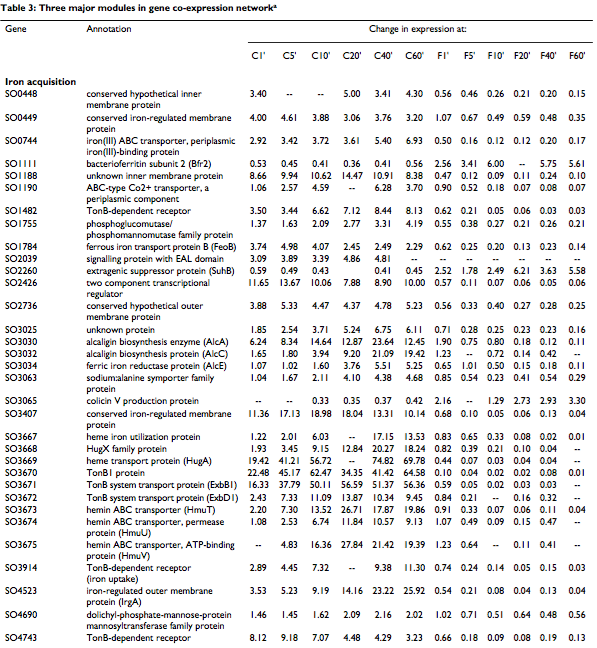 Table 3: Three major modules in gene co-expression networkª
Gene Annotation Change in expression at:
C1' C5' C10' C20' C40' C60' F1' F5' F10' F20' F40' F60'
Iron acquisition
SO0448 conserved hypothetical inner 3.40 -- -- 5.00 3.41 4.30 0.56 0.46 0.26 0.21 0.20 0.15
membrane protein
SO0449 conserved iron-regulated membrane 4.00 4.61 3.88 3.06 3.76 3.20 1.07 0.67 0.49 0.59 0.48 0.35
protein
SO0744 iron(III) ABC transporter, periplasmic 2.92 3.42 3.72 3.61 5.40 6.93 0.50 0.16 0.12 0.12 0.20 0.17
iron(III)-binding protein
SO1111 bacterioferritin subunit 2 (Bfr2) 0.53 0.45 0.41 0.36 0.41 0.56 2.56 3.41 6.00 -- 5.75 5.61
SO1188 unknown inner membrane protein 8.66 9.94 10.62 14.47 10.91 8.38 0.47 0.12 0.09 0.11 0.24 0.10
SO1190 ABC-type Co2+ transporter, a 1.06 2.57 4.59 -- 6.28 3.70 0.90 0.52 0.18 0.07 0.08 0.07
periplasmic component
SO1482 TonB-dependent receptor 3.50 3.44 6.62 7.12 8.44 8.13 0.62 0.21 0.05 0.06 0.03 0.03
SO1755 phosphoglucomutase/ 1.37 1.63 2.09 2.77 3.31 4.19 0.55 0.38 0.27 0.21 0.26 0.21
phosphomannomutase family protein
SO1784 ferrous iron transport protein B (FeoB) 3.74 4.98 4.07 2.45 2.49 2.29 0.62 0.25 0.20 0.13 0.23 0.14
SO2039 signalling protein with EAL domain 3.09 3.89 3.39 4.86 4.81 -- -- -- -- -- -- --
SO2260 extragenic suppressor protein (SuhB) 0.59 0.49 0.43 0.41 0.45 2.52 1.78 2.49 6.21 3.63 5.58
SO2426 two component transcriptional 11.65 13.67 10.06 7.88 8.90 10.00 0.57 0.11 0.07 0.06 0.05 0.06
regulator
SO2736 conserved hypothetical outer 3.88 5.33 4.47 4.37 4.78 5.23 0.56 0.33 0.40 0.27 0.28 0.25
membrane protein
SO3025 unknown protein 1.85 2.54 3.71 5.24 6.75 6.11 0.71 0.28 0.25 0.23 0.23 0.16
SO3030 alcaligin biosynthesis enzyme (AlcA) 6.24 8.34 14.64 12.87 23.64 12.45 1.90 0.75 0.80 0.18 0.12 0.11
SO3032 alcaligin biosynthesis protein (AlcC) 1.65 1.80 3.94 9.20 21.09 19.42 1.23 -- 0.72 0.14 0.42 --
SO3034 ferric iron reductase protein (AlcE) 1.07 1.02 1.60 3.76 5.51 5.25 0.65 1.01 0.50 0.15 0.18 0.11
SO3063 sodium:alanine symporter family 1.04 1.67 2.11 4.10 4.38 4.68 0.85 0.54 0.23 0.41 0.54 0.29
protein
SO3065 colicin V production protein -- -- 0.33 0.35 0.37 0.42 2.16 -- 1.29 2.73 2.93 3.30
SO3407 conserved iron-regulated membrane 11.36 17.13 18.98 18.04 13.31 10.14 0.68 0.10 0.05 0.06 0.13 0.04
protein
SO3667 heme iron utilization protein 1.22 2.01 6.03 -- 17.15 13.53 0.83 0.65 0.33 0.08 0.02 0.01
SO3668 HugX family protein 1.93 3.45 9.15 12.84 20.27 18.24 0.82 0.39 0.21 0.10 0.04 --
SO3669 heme transport protein (HugA) 19.42 41.21 56.72 -- 74.82 69.78 0.44 0.07 0.03 0.04 0.04 --
SO3670 TonB1 protein 22.48 45.17 62.47 34.35 41.42 64.58 0.10 0.04 0.02 0.02 0.08 0.01
SO3671 TonB system transport protein (ExbB1) 16.33 37.79 50.11 56.59 51.37 56.36 0.59 0.05 0.02 0.03 0.03 --
SO3672 TonB system transport protein (ExbD1) 2.43 7.33 11.09 13.87 10.34 9.45 0.84 0.21 -- 0.16 0.32 --
SO3673 hemin ABC transporter (HmuT) 2.20 7.30 13.52 26.71 17.87 19.86 0.91 0.33 0.07 0.06 0.11 0.04
SO3674 hemin ABC transporter, permease 1.08 2.53 6.74 11.84 10.57 9.13 1.07 0.49 0.09 0.15 0.47 --
protein (HmuU)
SO3675 hemin ABC transporter, ATP-binding -- 4.83 16.36 27.84 21.42 19.39 1.23 0.64 -- 0.11 0.41 --
protein (HmuV)
SO3914 TonB-dependent receptor 2.89 4.45 7.32 -- 9.38 11.30 0.74 0.24 0.14 0.05 0.15 0.03
(iron uptake)
SO4523 iron-regulated outer membrane 3.53 5.23 9.19 14.16 23.22 25.92 0.54 0.21 0.08 0.04 0.13 0.04
protein (IrgA)
SO4690 dolichyl-phosphate-mannose-protein 1.46 1.45 1.62 2.09 2.16 2.02 1.02 0.71 0.51 0.64 0.48 0.56
mannosyltransferase family protein
SO4743 TonB-dependent receptor 8.12 9.18 7.07 4.48 4.29 3.23 0.66 0.18 0.09 0.08 0.19 0.13